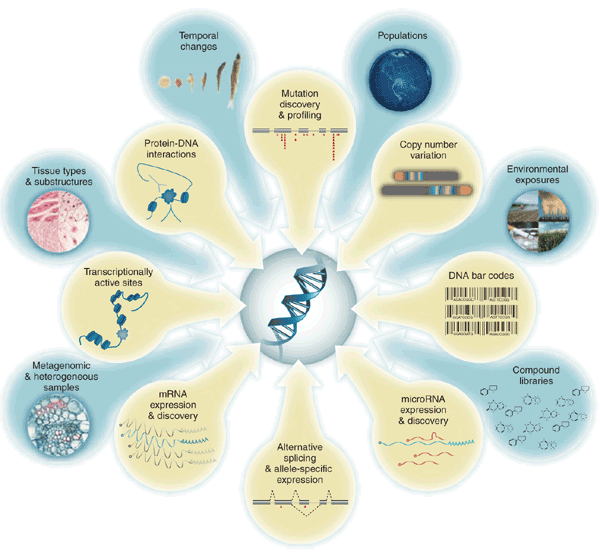 Temporal
changes
Populations
Mutation
discovery
& profiling
Protein-DNA
interactions
Copy number
variation
Tissue types
& substructures
Environmental
exposures
Transcriptionally
active sites
DNA bar codes
Metagenomic
& heterogeneous
samples
mRNA
expression
& discovery
microRNA
expression
& discovery
Compound
libraries
Alternative
splicing
& allele-specific
expression